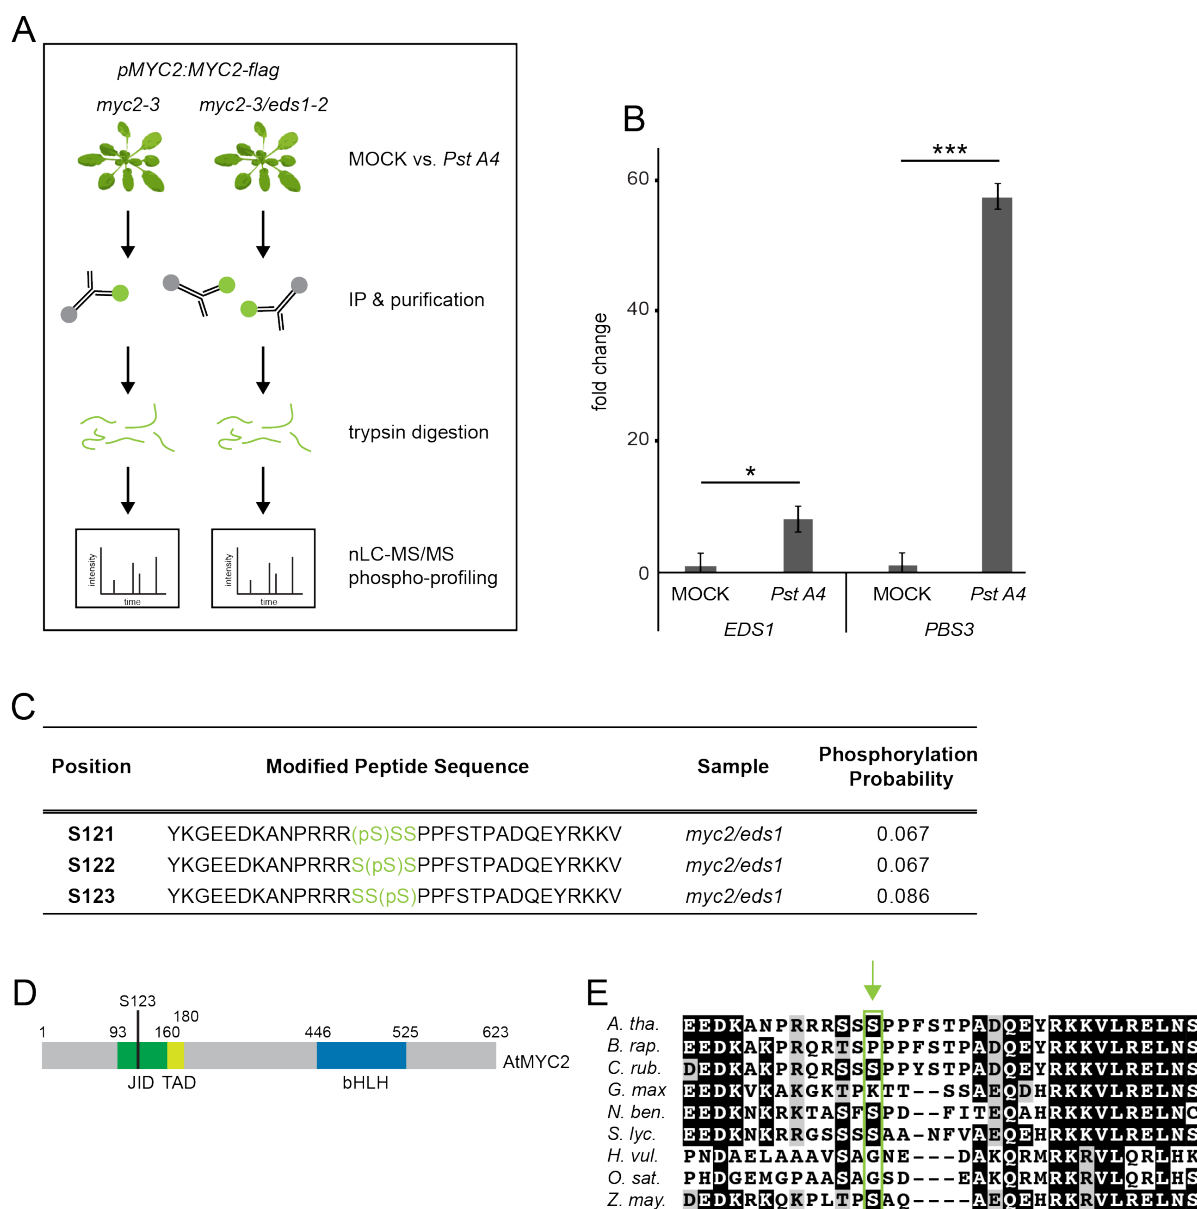 A
pMYC2:MYC2-flag
myc2-3 myc2-3/eds1-2
MOCK vs. Pst A4
IP & purification
trypsin digestion
nLC-MS/MS
phospho-profiling
intensity
time
intensity
time
B
fold change
60
40
20
0
***
*
MOCK Pst A4 MOCK Pst A4
EDS1 PBS3
C
Position Modified Peptide Sequence Sample Phosphorylation Probability
S121 YKGEEDKANPRRR(pS)SSPPFSTPADQEYRKKV myc2/eds1 0.067
S122 YKGEEDKANPRRRS(pS)SPPFSTPADQEYRKKV myc2/eds1 0.067
S123 YKGEEDKANPRRRSS(pS)PPFSTPADQEYRKKV myc2/eds1 0.086
D
S123
180
1 93 160 446 525 623
AtMYC2
JID TAD bHLH
E
A. tha. EEDKANPRRRSSSPPFSTPADQEYRKKVLRELNS
B. rap. EEDKAKPRQRTSPPPFSTPADQEYRKKVLRELNS
C. rub. DEDKAKPRQRSSSPPYSTPADQEYRKKVLRELNS
G. max EEDKVKAKGKTPKTT--SSAEQDHRKKVLRELNS
N. ben. EEDKNKRKTASFSPD--FITEQAHRKKVLRELNC
S. lyc. EEDKNKRRGSSSSAA-NFVAEQEHRKKVLRELNS
H. vul. PNDAELAAAVSAGNE---DAKQRMRKRVLQRLHK
O. sat. PHDGEMGPAASAGSD---EAKQRMRKRVLQRLHS
Z. may. DEDKRKQKPLTPSAQ----AEQEHRKRVLRELNS